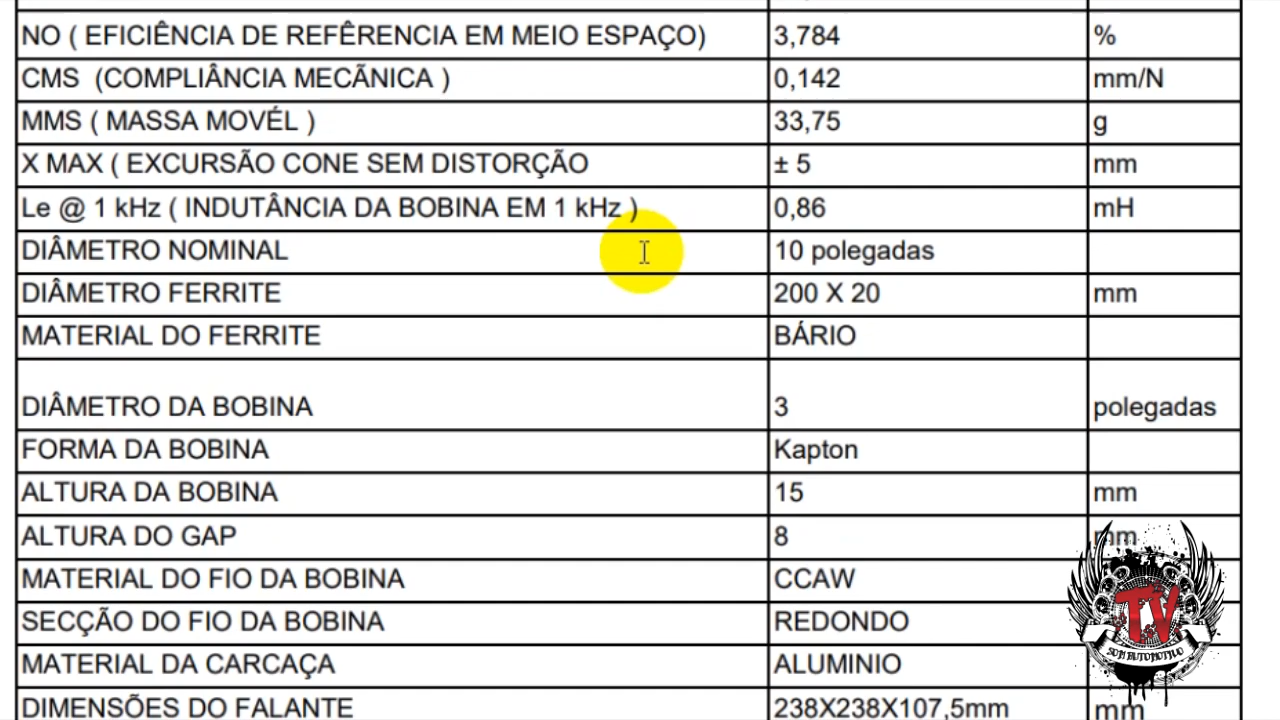 NO ( EFICIÊNCIA DE REFÊRENCIA EM MEIO ESPAÇO) 3,784 %
CMS (COMPLIÂNCIA MECÃNICA ) 0,142 mm/N
MMS ( MASSA MOVÉL ) 33,75 g
X MAX ( EXCURSÃO CONE SEM DISTORÇÃO ± 5 mm
Le @ 1 kHz ( INDUTÂNCIA DA BOBINA EM 1 kHz ) 0,86 mH
DIÂMETRO NOMINAL 10 polegadas
DIÂMETRO FERRITE 200 X 20 mm
MATERIAL DO FERRITE BÁRIO
DIÂMETRO DA BOBINA 3 polegadas
FORMA DA BOBINA Kapton
ALTURA DA BOBINA 15 mm
ALTURA DO GAP 8 mm
MATERIAL DO FIO DA BOBINA CCAW
SECÇÃO DO FIO DA BOBINA REDONDO
MATERIAL DA CARCAÇA ALUMINIO
DIMENSÕES DO FALANTE 238X238X107,5mm mm
TV
SOM AUTOMOTIVO